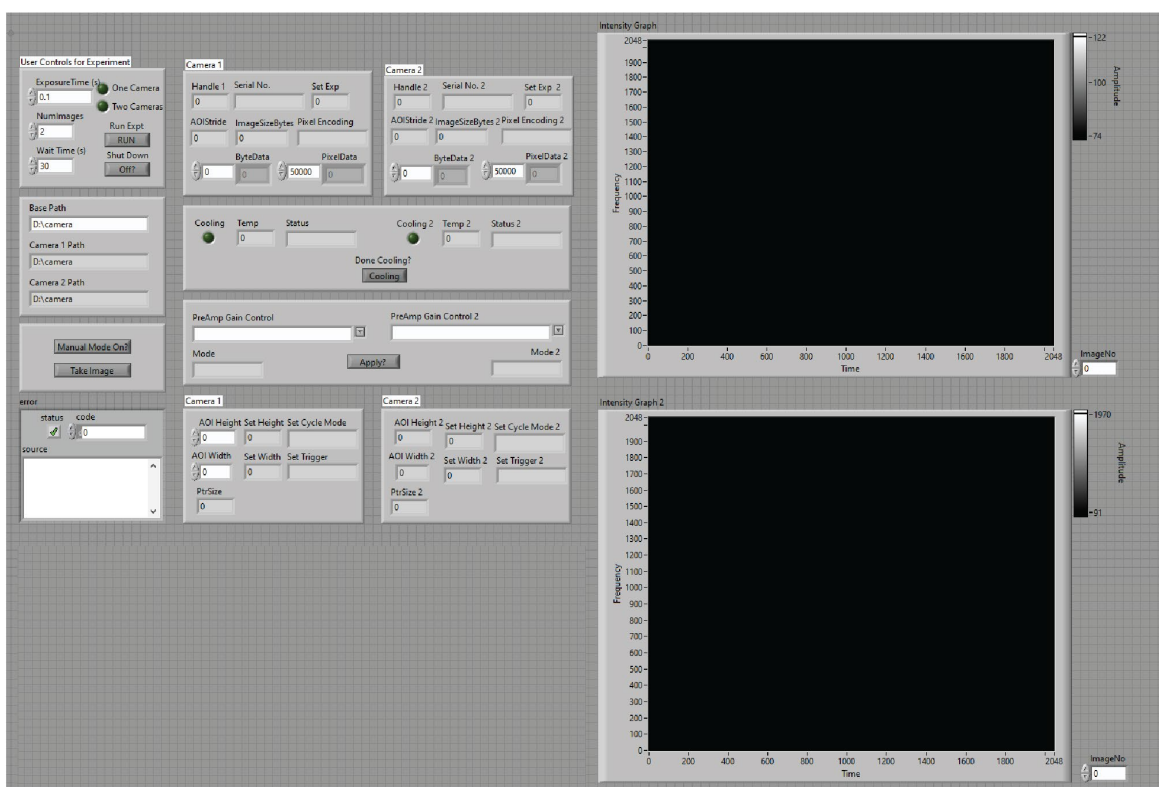 User Controls for Experiment
ExposureTime (s)
0.1
One Camera
Two Cameras
NumImages
2
Run Expt
RUN
Wait Time (s)
30
Shut Down
Off?
Base Path
D:\camera
Camera 1 Path
D:\camera
Camera 2 Path
D:\camera
Manual Mode On?
Take Image
error
status code
0
source
Camera 1
Handle 1 Serial No. Set Exp
0 0
AOIStride ImageSizeBytes Pixel Encoding
0 0
ByteData PixelData
0 0 50000 0
Camera 2
Handle 2 Serial No. 2 Set Exp 2
0 0
AOIStride 2 ImageSizeBytes 2 Pixel Encoding 2
0 0
ByteData 2 PixelData 2
0 0 50000 0
Cooling Temp Status
0
Cooling 2 Temp 2 Status 2
0
Done Cooling?
Cooling
PreAmp Gain Control
PreAmp Gain Control 2
Mode
Apply?
Mode 2
Camera 1
AOI Height Set Height Set Cycle Mode
0 0
AOI Width Set Width Set Trigger
0 0
PtrSize
0
Camera 2
AOI Height 2 Set Height 2 Set Cycle Mode 2
0 0
AOI Width 2 Set Width 2 Set Trigger 2
0 0
PtrSize 2
0
Intensity Graph
2048
1900
1800
1700
1600
1500
1400
1300
1200
1100
1000
900
800
700
600
500
400
300
200
100
0
Frequency
0 200 400 600 800 1000 1200 1400 1600 1800 2048
Time
122
100
74
Amplitude
ImageNo
0
Intensity Graph 2
2048
1900
1800
1700
1600
1500
1400
1300
1200
1100
1000
900
800
700
600
500
400
300
200
100
0
Frequency
0 200 400 600 800 1000 1200 1400 1600 1800 2048
Time
1970
91
Amplitude
ImageNo
0